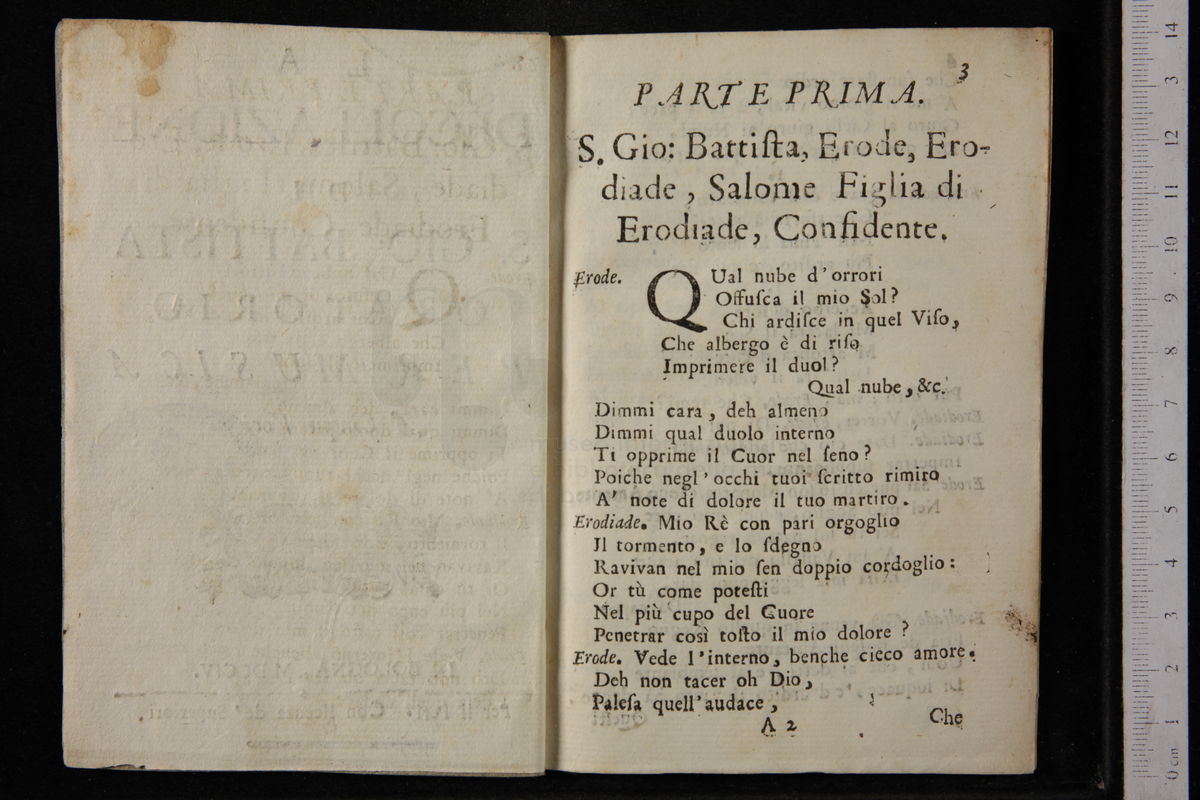 3
PARTE PRIMA.
S. Gio: Battiſta, Erode, Ero-
diade, Salome Figlia di
Erodiade, Confidente.
Erode. QUal nube d'orrori
Offuſca il mio Sol?
Chi ardiſce in quel Viſo,
Che albergo è di riſo
Imprimere il duol?
Qual nube, &c.
Dimmi cara, deh almeno
Dimmi qual duolo interno
Ti opprime il Cuor nel ſeno?
Poiche negl'occhi tuoi ſcritto rimiro
A' note di dolore il tuo martiro.
Erodiade. Mio Rè con pari orgoglio
Il tormento, e lo ſdegno
Ravivan nel mio ſen doppio cordoglio:
Or tù come poteſti
Nel più cupo del Cuore
Penetrar così toſto il mio dolore?
Erode. Vede l'interno, benche cieco amore.
Deh non tacer oh Dio,
Paleſa quell'audace,
A 2
Che